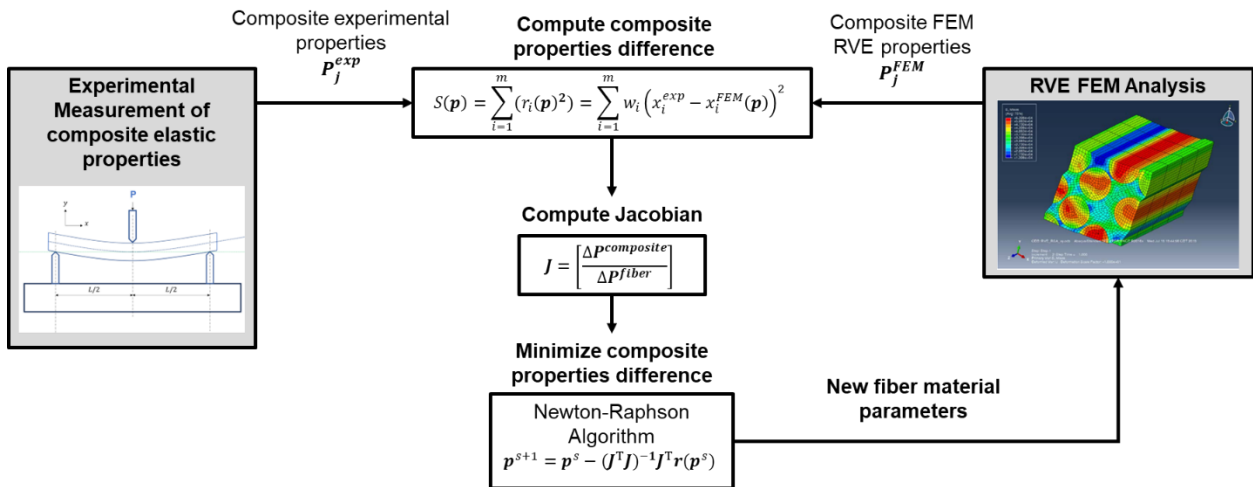 Composite experimental
properties
P_j^{exp}
Compute composite
properties difference
Composite FEM
RVE properties
P_j^{FEM}
Experimental
Measurement of
composite elastic
properties
S(p) = \sum_{i=1}^{m} (r_i(p)^2) = \sum_{i=1}^{m} w_i (x_i^{exp} − x_i^{FEM}(p))^2
RVE FEM Analysis
P
y
x
L/2 L/2
Compute Jacobian
J = [ΔP^{composite} / ΔP^{fiber}]
Minimize composite
properties difference
Newton-Raphson
Algorithm
p^{s+1} = p^s − (J^T J)^{-1} J^T r(p^s)
New fiber material
parameters